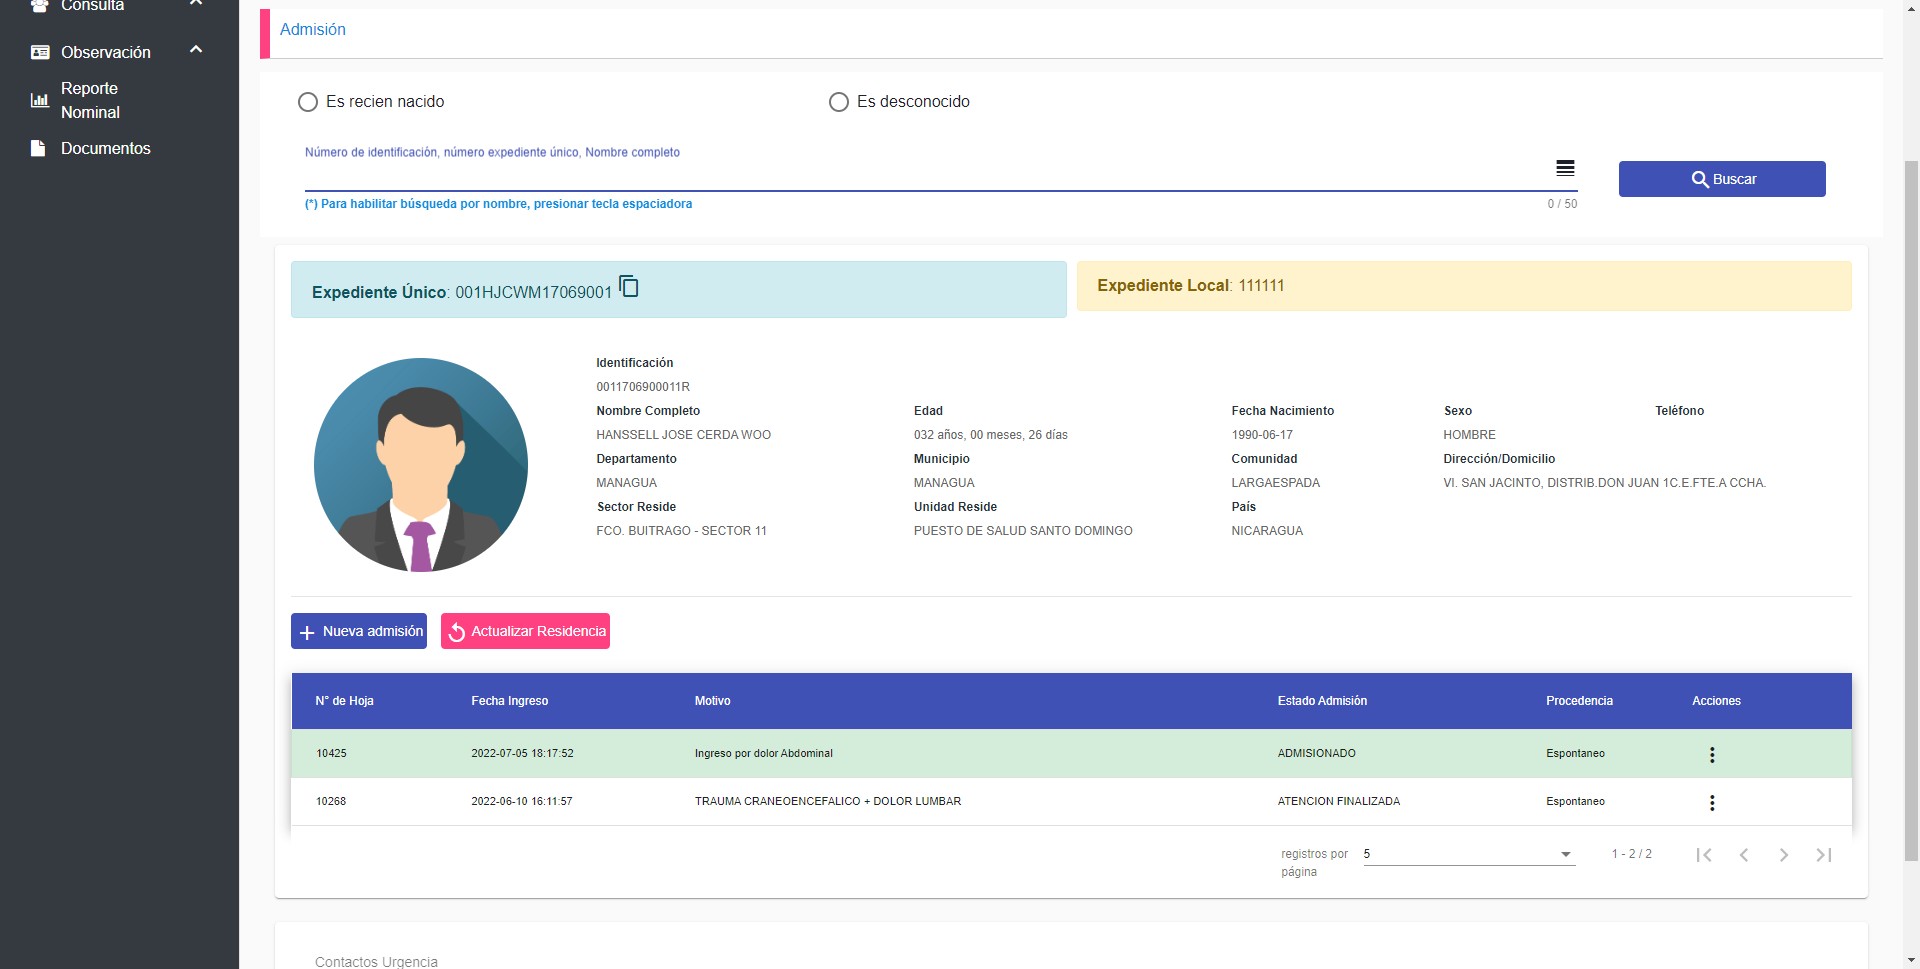 Consulta
Observación
Reporte
Nominal
Documentos
Admisión
Es recien nacido
Es desconocido
Número de identificación, número expediente único, Nombre completo
Buscar
(*) Para habilitar búsqueda por nombre, presionar tecla espaciadora
0 / 50
Expediente Único: 001HJCWM17069001
Expediente Local: 111111
Identificación
0011706900011R
Nombre Completo Edad Fecha Nacimiento Sexo Teléfono
HANSSELL JOSE CERDA WOO 032 años, 00 meses, 26 días 1990-06-17 HOMBRE
Departamento Municipio Comunidad Dirección/Domicilio
MANAGUA MANAGUA LARGAESPADA VI. SAN JACINTO, DISTRIB.DON JUAN 1C.E.FTE.A CCHA.
Sector Reside Unidad Reside País
FCO. BUITRAGO - SECTOR 11 PUESTO DE SALUD SANTO DOMINGO NICARAGUA
Nueva admisión
Actualizar Residencia
N° de Hoja Fecha Ingreso Motivo Estado Admisión Procedencia Acciones
10425 2022-07-05 18:17:52 Ingreso por dolor Abdominal ADMISIONADO Espontaneo
10268 2022-06-10 16:11:57 TRAUMA CRANEOENCEFALICO + DOLOR LUMBAR ATENCION FINALIZADA Espontaneo
registros por
página
5
1 - 2 / 2
Contactos Urgencia